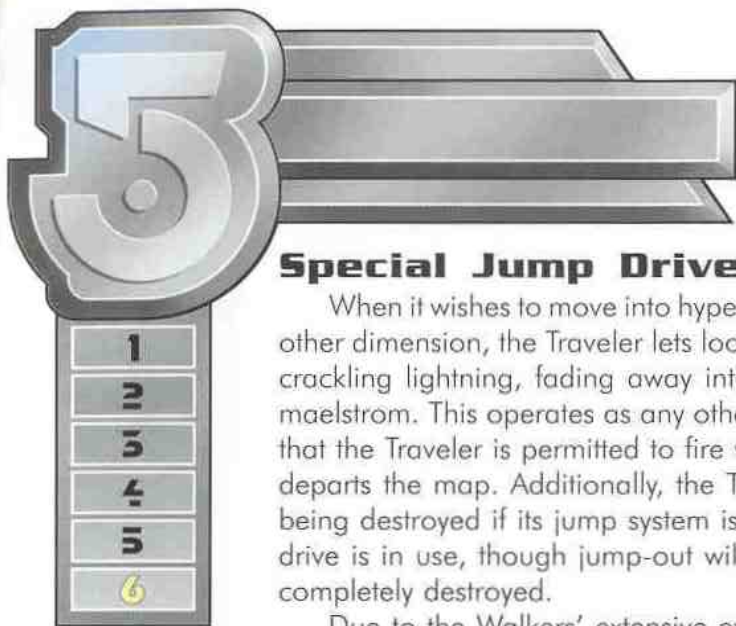 5
Special Jump Drive
When it wishes to move into hype
other dimension, the Traveler lets loo
crackling lightning, fading away int
maelstrom. This operates as any othe
that the Traveler is permitted to fire
departs the map. Additionally, the T
being destroyed if its jump system is
drive is in use, though jump-out wil
completely destroyed.
Due to the Walkers' extensive
1
2
3
4
5
6